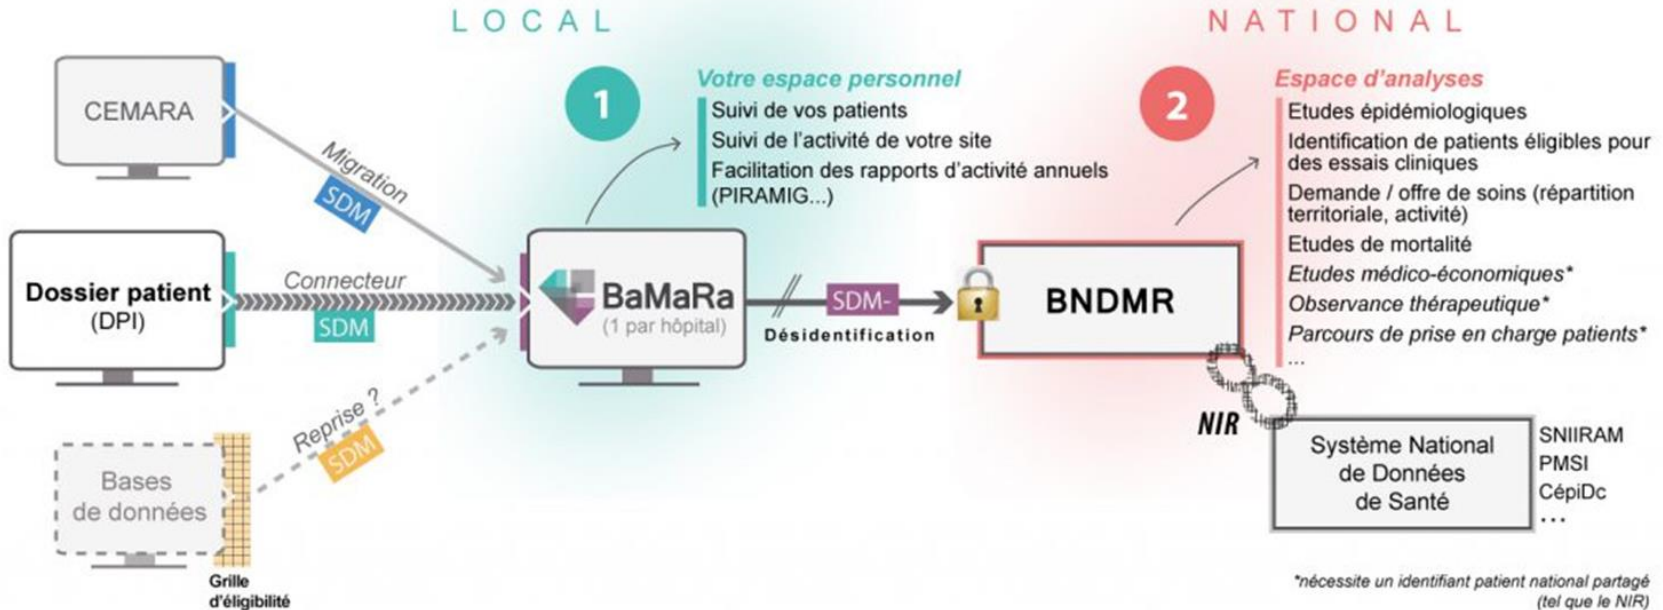 LOCAL
NATIONAL
CEMARA
Migration
SDM
1
Votre espace personnel
Suivi de vos patients
Suivi de l'activité de votre site
Facilitation des rapports d'activité annuels
(PIRAMIG...)
2
Espace d'analyses
Etudes épidémiologiques
Identification de patients éligibles pour
des essais cliniques
Demande / offre de soins (répartition
territoriale, activité)
Etudes de mortalité
Etudes médico-économiques*
Observance thérapeutique*
Parcours de prise en charge patients*
...
Dossier patient
(DPI)
Connecteur
SDM
BaMaRa
(1 par hôpital)
SDM-
Désidentification
BNDMR
Reprise ?
SDM
Bases
de données
Grille
d'éligibilité
NIR
Système National
de Données
de Santé
SNIIRAM
PMSI
CépiDc
...
*nécessite un identifiant patient national partagé
(tel que le NIR)